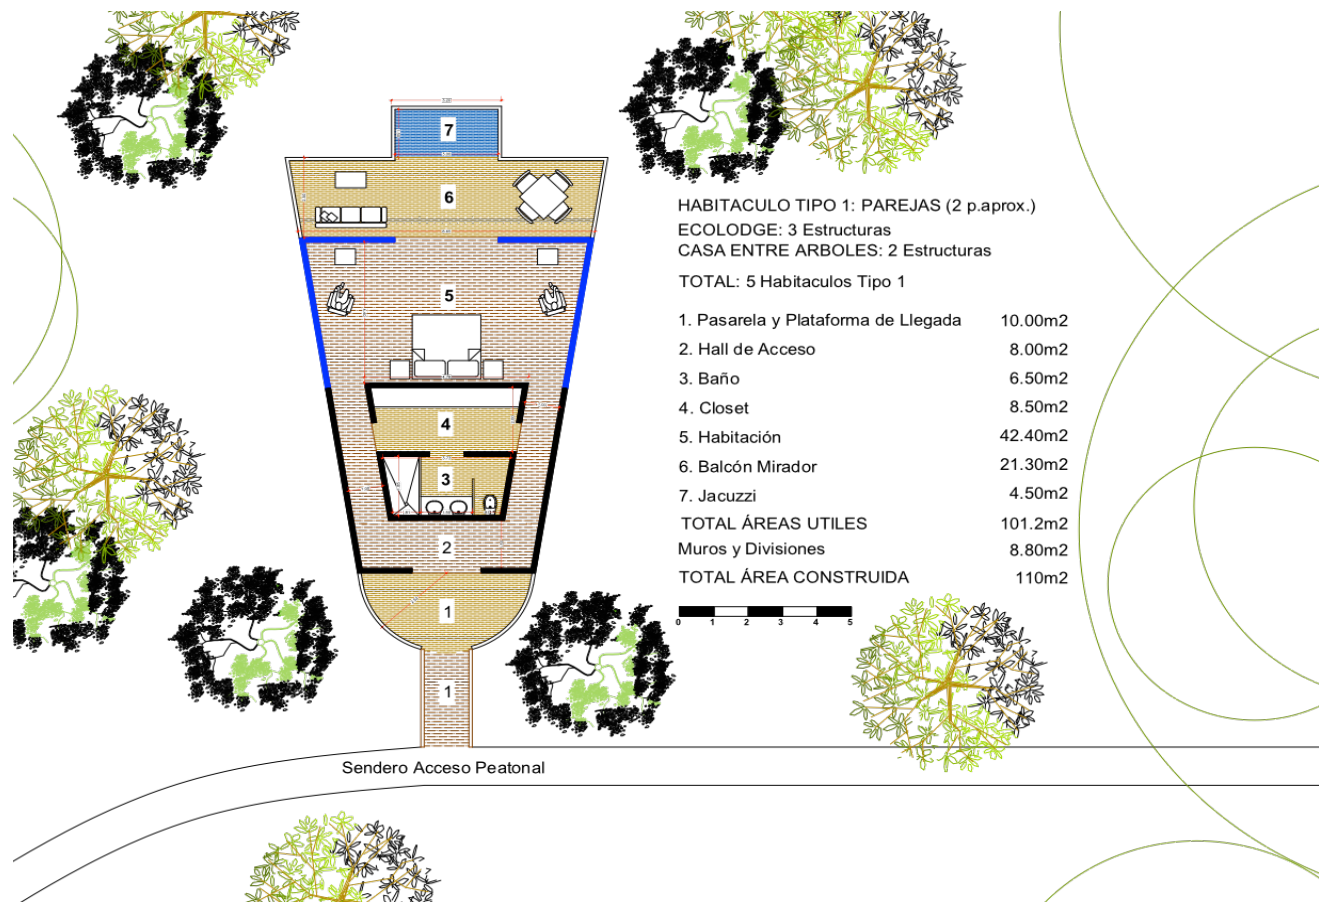 7
6
5
4
3
2
1
1
Sendero Acceso Peatonal
HABITACULO TIPO 1: PAREJAS (2 p.aprox.)
ECOLODGE: 3 Estructuras
CASA ENTRE ARBOLES: 2 Estructuras
TOTAL: 5 Habitaculos Tipo 1
1. Pasarela y Plataforma de Llegada 10.00m2
2. Hall de Acceso 8.00m2
3. Baño 6.50m2
4. Closet 8.50m2
5. Habitación 42.40m2
6. Balcón Mirador 21.30m2
7. Jacuzzi 4.50m2
TOTAL ÁREAS UTILES 101.2m2
Muros y Divisiones 8.80m2
TOTAL ÁREA CONSTRUIDA 110m2
0 1 2 3 4 5